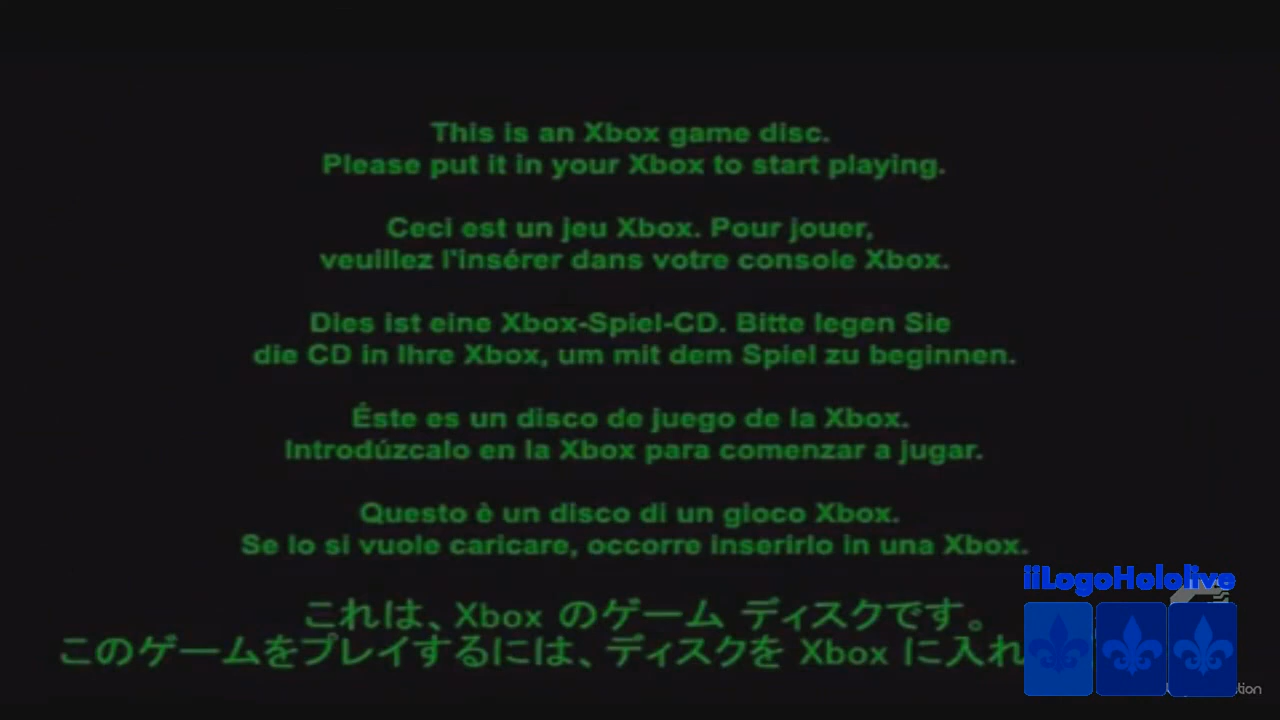 This is an Xbox game disc.
Please put it in your Xbox to start playing.
Ceci est un jeu Xbox. Pour jouer,
veuillez l'insérer dans votre console Xbox.
Dies ist eine Xbox-Spiel-CD. Bitte legen Sie
die CD in Ihre Xbox, um mit dem Spiel zu beginnen.
Éste es un disco de juego de la Xbox.
Introdúzcalo en la Xbox para comenzar a jugar.
Questo è un disco di un gioco Xbox.
Se lo si vuole caricare, occorre inserirlo in una Xbox.
これは、Xbox のゲーム ディスクです。
このゲームをプレイするには、ディスクを Xbox に入れ
iiLogoHololive